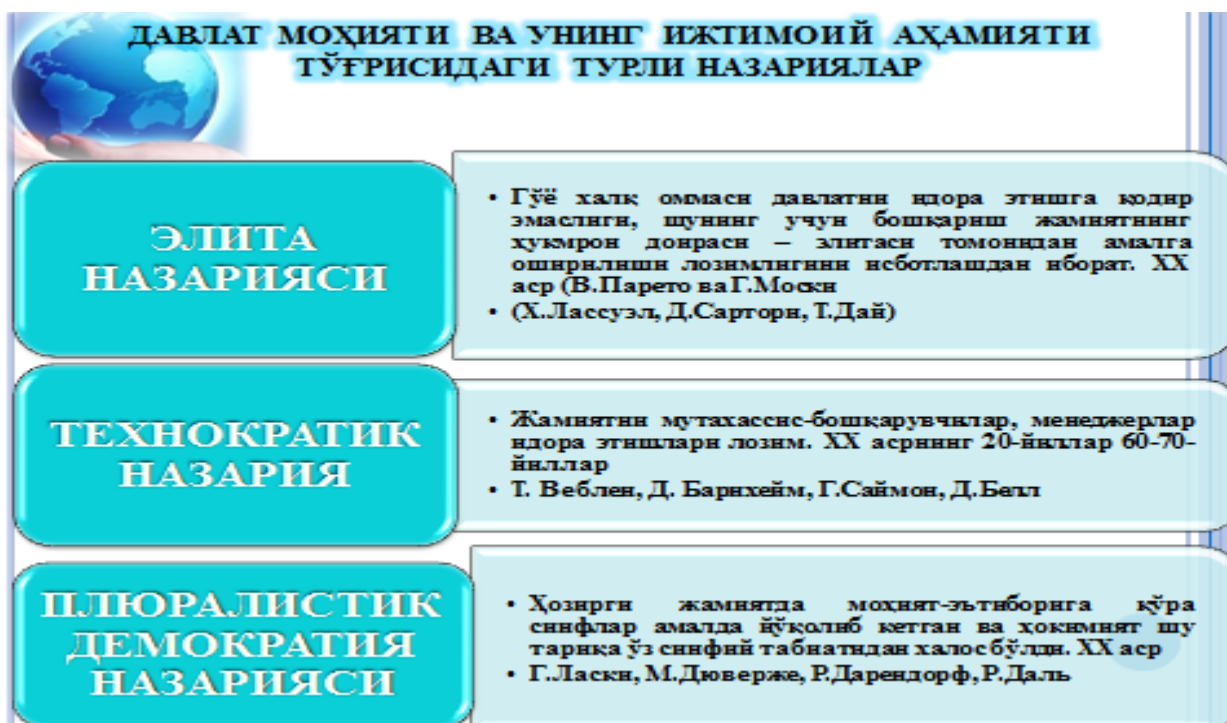 ДАВЛАТ МОҲИЯТИ ВА УНИНГ ИЖТИМОИЙ АҲАМИЯТИ
ТЎҒРИСИДАГИ ТУРЛИ НАЗАРИЯЛАР
ЭЛИТА
НАЗАРИЯСИ
• Гўё халқ оммаси давлатни идора этишга қодир
эмаслиги, шунинг учун бошқариш жамиятнинг
ҳукмрон доираси – элитаси томонидан амалга
оширилиши лозимлигини исботлашдан иборат. ХХ
аср (В.Парето ва Г.Моски
• (Х.Лассуэл, Д.Сартори, Т.Дай)
ТЕХНОКРАТИК
НАЗАРИЯ
• Жамиятни мутахассис-бошқарувчилар, менеджерлар
идора этишлари лозим. ХХ асрнинг 20-йиллар 60-70-
йиллар
• Т. Веблен, Д. Барнхейм, Г.Саймон, Д.Белл
ПЛЮРАЛИСТИК
ДЕМОКРАТИЯ
НАЗАРИЯСИ
• Ҳозирги жамиятда моҳият-эътиборига кўра
синфлар амалда йўқолиб кетган ва ҳокимият шу
тариқа ўз синфий табиатидан халос бўлди. ХХ аср
• Г.Ласки, М.Дюверже, Р.Дарендорф, Р.Даль